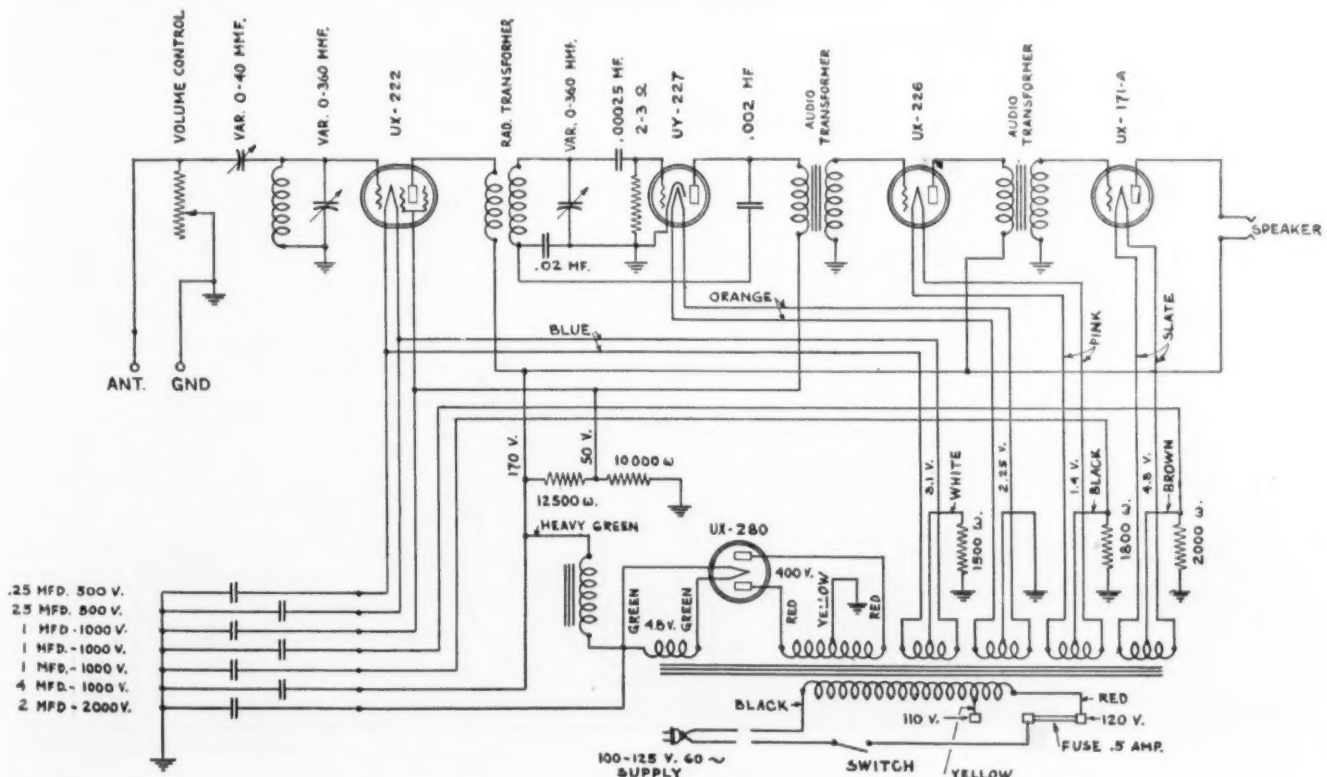 VOLUME CONTROL
VAR. 0-40 MMF.
VAR. 0-360 MMF.
UX-222
RAD. TRANSFORMER
VAR. 0-360 MMF.
.00025 MF.
2-3 Ω
UY-227
.002 MF.
AUDIO
TRANSFORMER
UX-226
AUDIO
TRANSFORMER
UX-171-A
SPEAKER
.02 MF.
ORANGE
BLUE
PINK
SLATE
ANT.
GND
170 V.
50 V.
10000 ω
12500 ω.
HEAVY GREEN
UX-280
400 V.
GREEN
4.8 V.
GREEN
RED
YELLOW
RED
3.1 V.
WHITE
1500 ω.
2.25 V.
1.4 V.
BLACK
1800 ω.
4.8 V.
BROWN
2000 ω.
.25 MFD. 500 V.
25 MFD. 800 V.
1 MFD-1000 V.
1 MFD.-1000 V.
1 MFD.-1000 V.
4 MFD.-1000 V.
2 MFD-2000 V.
BLACK
110 V.
RED
120 V.
FUSE .5 AMP.
100-125 V. 60 ~
SUPPLY
SWITCH
YELLOW